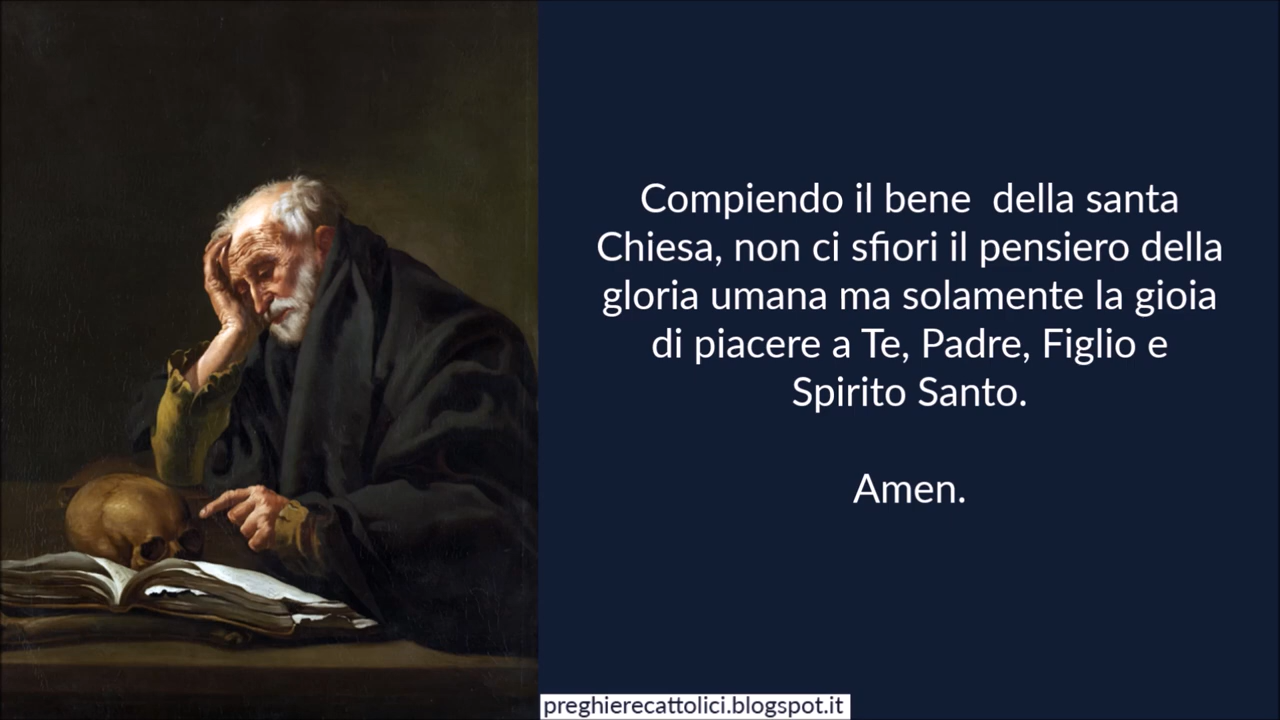 Compiendo il bene  della santa
Chiesa, non ci sfiori il pensiero della
gloria umana ma solamente la gioia
di piacere a Te, Padre, Figlio e
Spirito Santo.
Amen.
preghierecattolici.blogspot.it